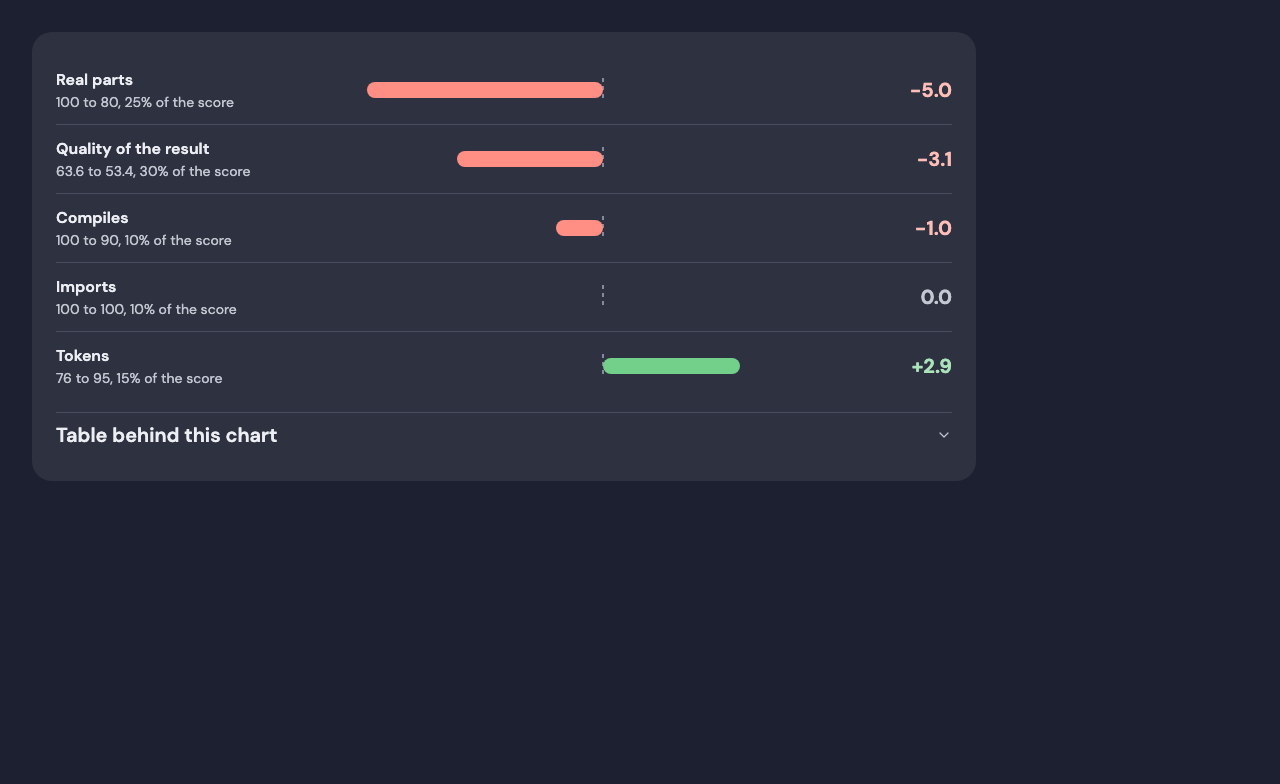 Real parts
100 to 80, 25% of the score
−5.0
Quality of the result
63.6 to 53.4, 30% of the score
−3.1
Compiles
100 to 90, 10% of the score
−1.0
Imports
100 to 100, 10% of the score
0.0
Tokens
76 to 95, 15% of the score
+2.9
Table behind this chart